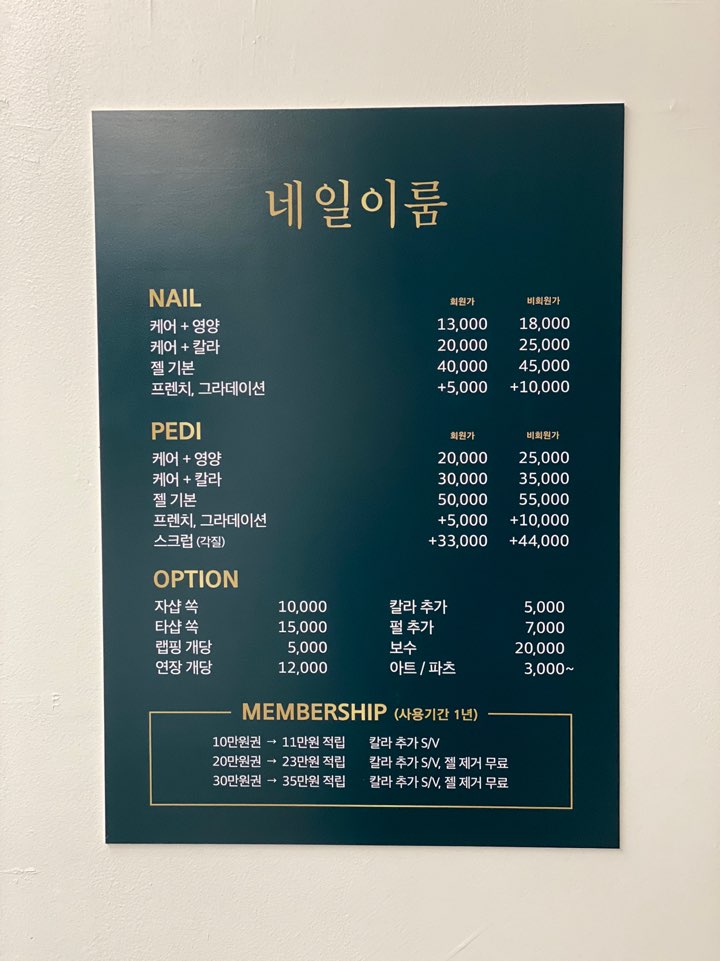 네일이룸
NAIL 회원가 비회원가
케어 + 영양 13,000 18,000
케어 + 칼라 20,000 25,000
젤 기본 40,000 45,000
프렌치, 그라데이션 +5,000 +10,000
PEDI 회원가 비회원가
케어 + 영양 20,000 25,000
케어 + 칼라 30,000 35,000
젤 기본 50,000 55,000
프렌치, 그라데이션 +5,000 +10,000
스크럽 (각질) +33,000 +44,000
OPTION
자샵 쏙 10,000 칼라 추가 5,000
타샵 쏙 15,000 펄 추가 7,000
랩핑 개당 5,000 보수 20,000
연장 개당 12,000 아트 / 파츠 3,000~
MEMBERSHIP (사용기간 1년)
10만원권 → 11만원 적립 칼라 추가 S/V
20만원권 → 23만원 적립 칼라 추가 S/V, 젤 제거 무료
30만원권 → 35만원 적립 칼라 추가 S/V, 젤 제거 무료